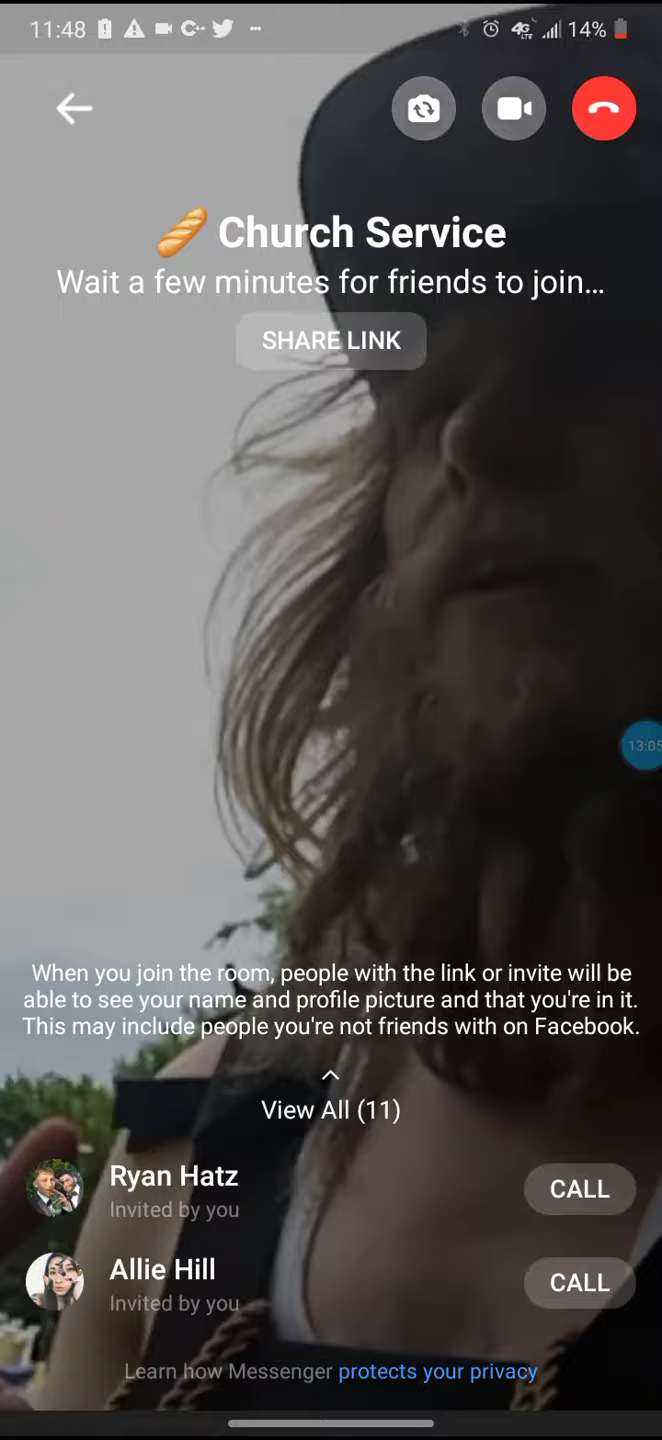 11:48 4G LTE 14%
🥖 Church Service
Wait a few minutes for friends to join...
SHARE LINK
13:05
When you join the room, people with the link or invite will be
able to see your name and profile picture and that you're in it.
This may include people you're not friends with on Facebook.
View All (11)
Ryan Hatz
Invited by you
CALL
Allie Hill
Invited by you
CALL
Learn how Messenger protects your privacy